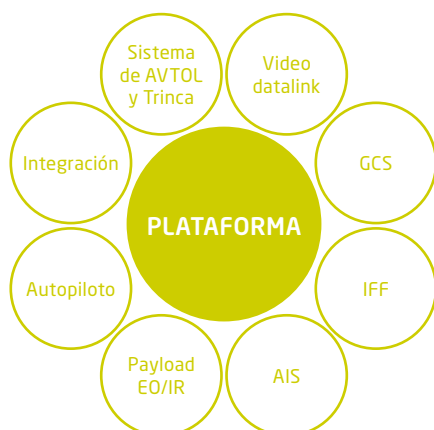 Sistema
de AVTOL
y Trinca
Video
datalink
Integración
GCS
PLATAFORMA
Autopiloto
IFF
Payload
EO/IR
AIS